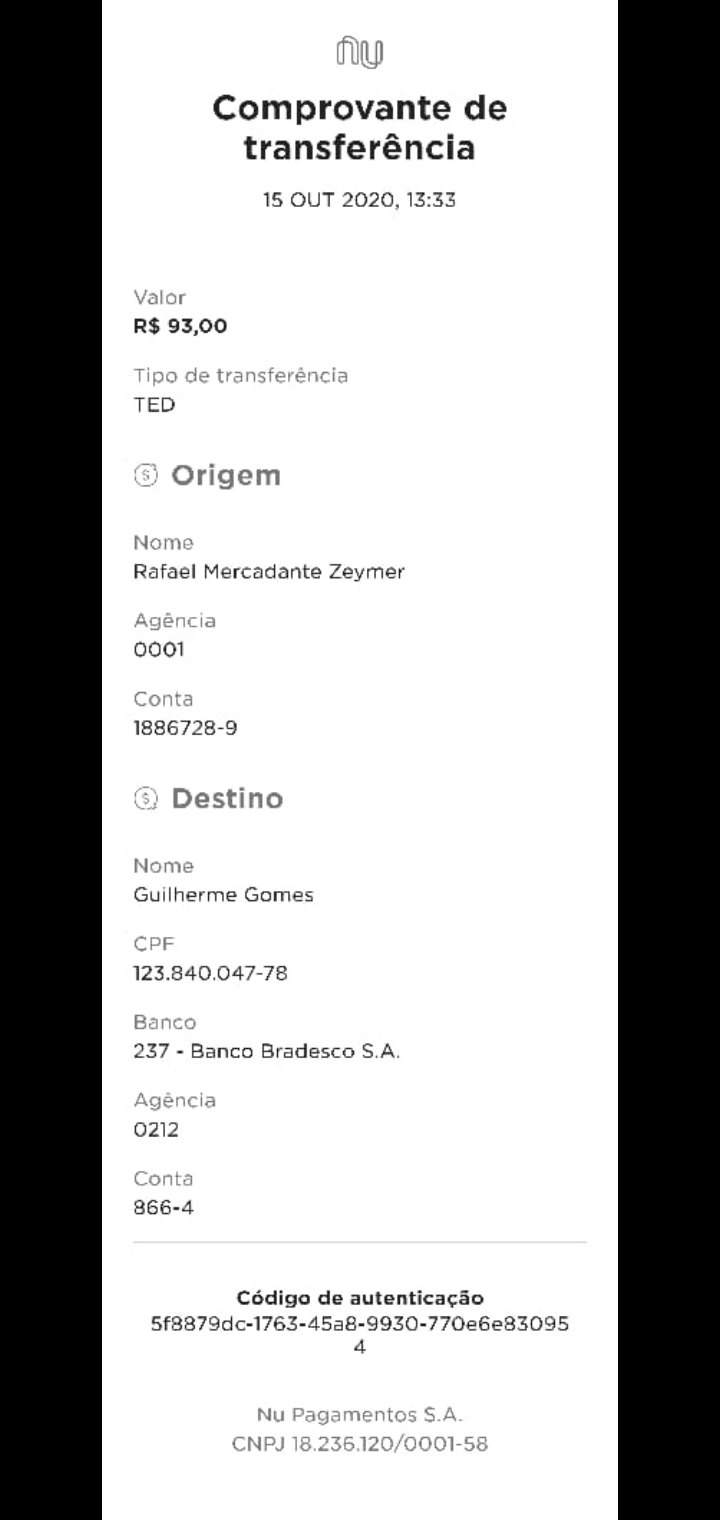 nu
Comprovante de
transferência
15 OUT 2020, 13:33
Valor
R$ 93,00
Tipo de transferência
TED
Origem
Nome
Rafael Mercadante Zeymer
Agência
0001
Conta
1886728-9
Destino
Nome
Guilherme Gomes
CPF
123.840.047-78
Banco
237 - Banco Bradesco S.A.
Agência
0212
Conta
866-4
Código de autenticação
5f8879dc-1763-45a8-9930-770e6e83095
4
Nu Pagamentos S.A.
CNPJ 18.236.120/0001-58